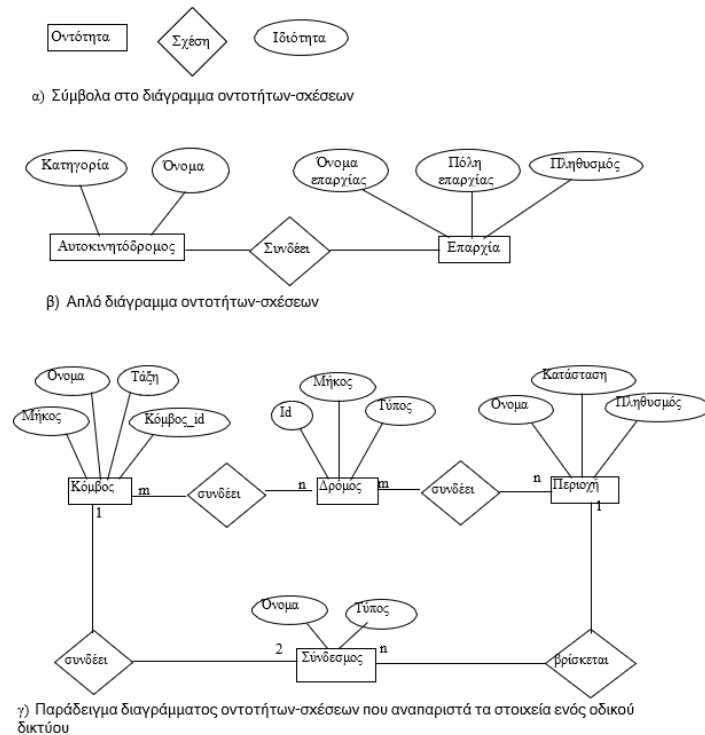 Οντότητα
Σχέση
Ιδιότητα
α) Σύμβολα στο διάγραμμα οντοτήτων-σχέσεων
Κατηγορία
Όνομα
Όνομα
επαρχίας
Πόλη
επαρχίας
Πληθυσμός
Αυτοκινητόδρομος
Συνδέει
Επαρχία
β) Απλό διάγραμμα οντοτήτων-σχέσεων
Μήκος
Όνομα
Τάξη
Κόμβος_id
Id
Μήκος
Τύπος
Όνομα
Κατάσταση
Πληθυσμός
Κόμβος
m
συνδέει
n
Δρόμος
m
συνδέει
n
Περιοχή
1
1
Όνομα
Τύπος
συνδέει
2
Σύνδεσμος
n
βρίσκεται
γ) Παράδειγμα διαγράμματος οντοτήτων-σχέσεων που αναπαριστά τα στοιχεία ενός οδικού
δικτύου